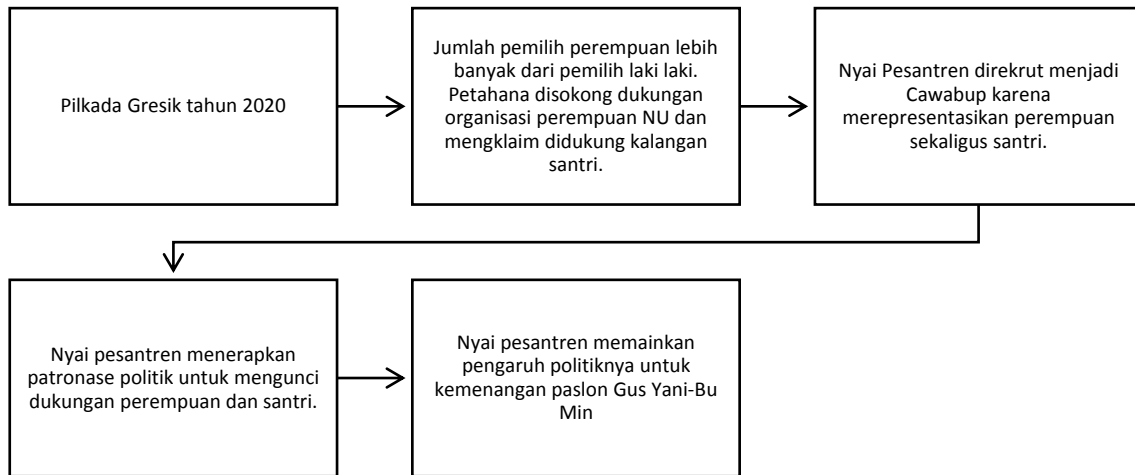 Pilkada Gresik tahun 2020
Jumlah pemilih perempuan lebih
banyak dari pemilih laki laki.
Petahana disokong dukungan
organisasi perempuan NU dan
mengklaim didukung kalangan
santri.
Nyai Pesantren direkrut menjadi
Cawabup karena
merepresentasikan perempuan
sekaligus santri.
Nyai pesantren menerapkan
patronase politik untuk mengunci
dukungan perempuan dan santri.
Nyai pesantren memainkan
pengaruh politiknya untuk
kemenangan paslon Gus Yani-Bu
Min